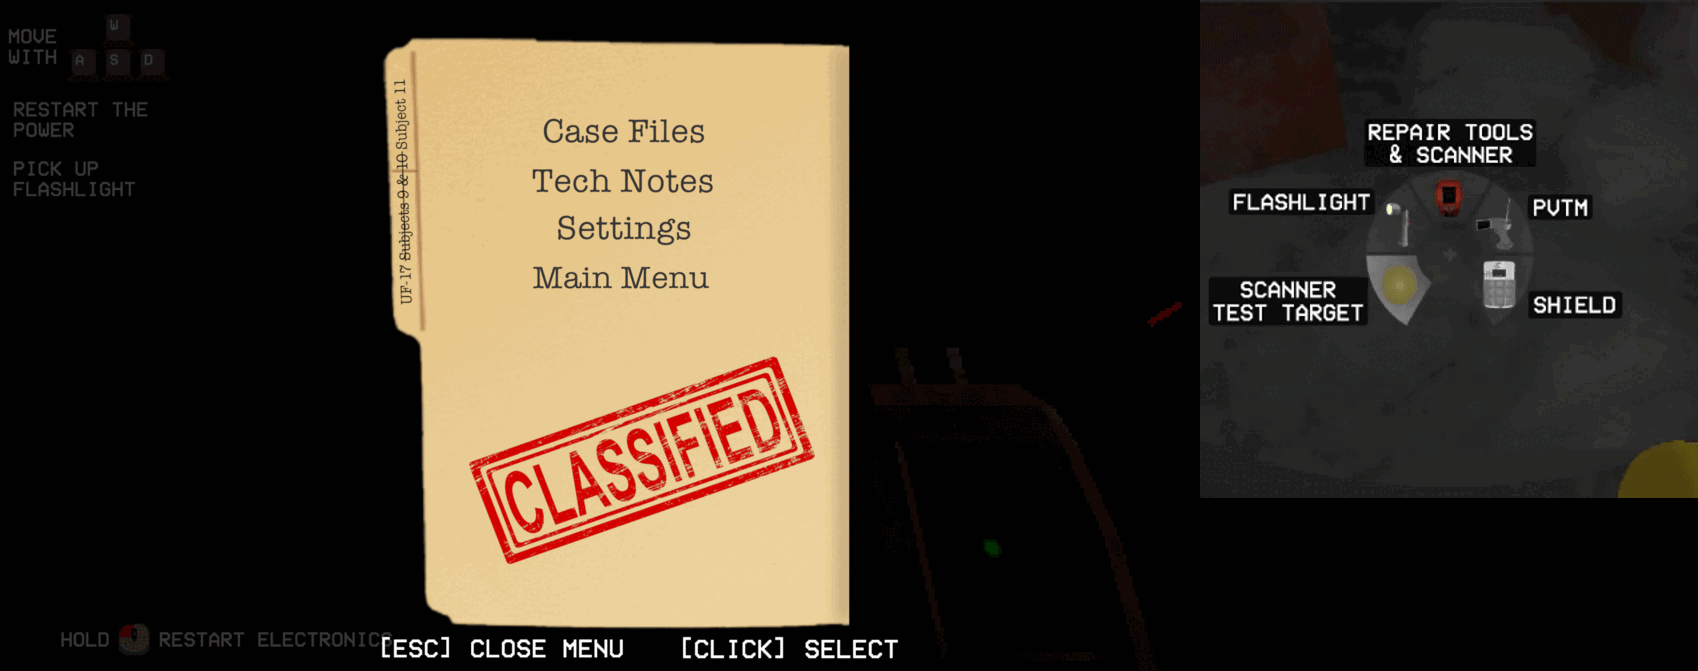 MOVE
WITH
W
A S D
RESTART THE
POWER
PICK UP
FLASHLIGHT
UF-17 Subjects 9 & 10 Subject 11
Case Files
Tech Notes
Settings
Main Menu
CLASSIFIED
HOLD RESTART ELECTRONICS
[ESC] CLOSE MENU [CLICK] SELECT
REPAIR TOOLS
& SCANNER
FLASHLIGHT
PVTM
SCANNER
TEST TARGET
SHIELD